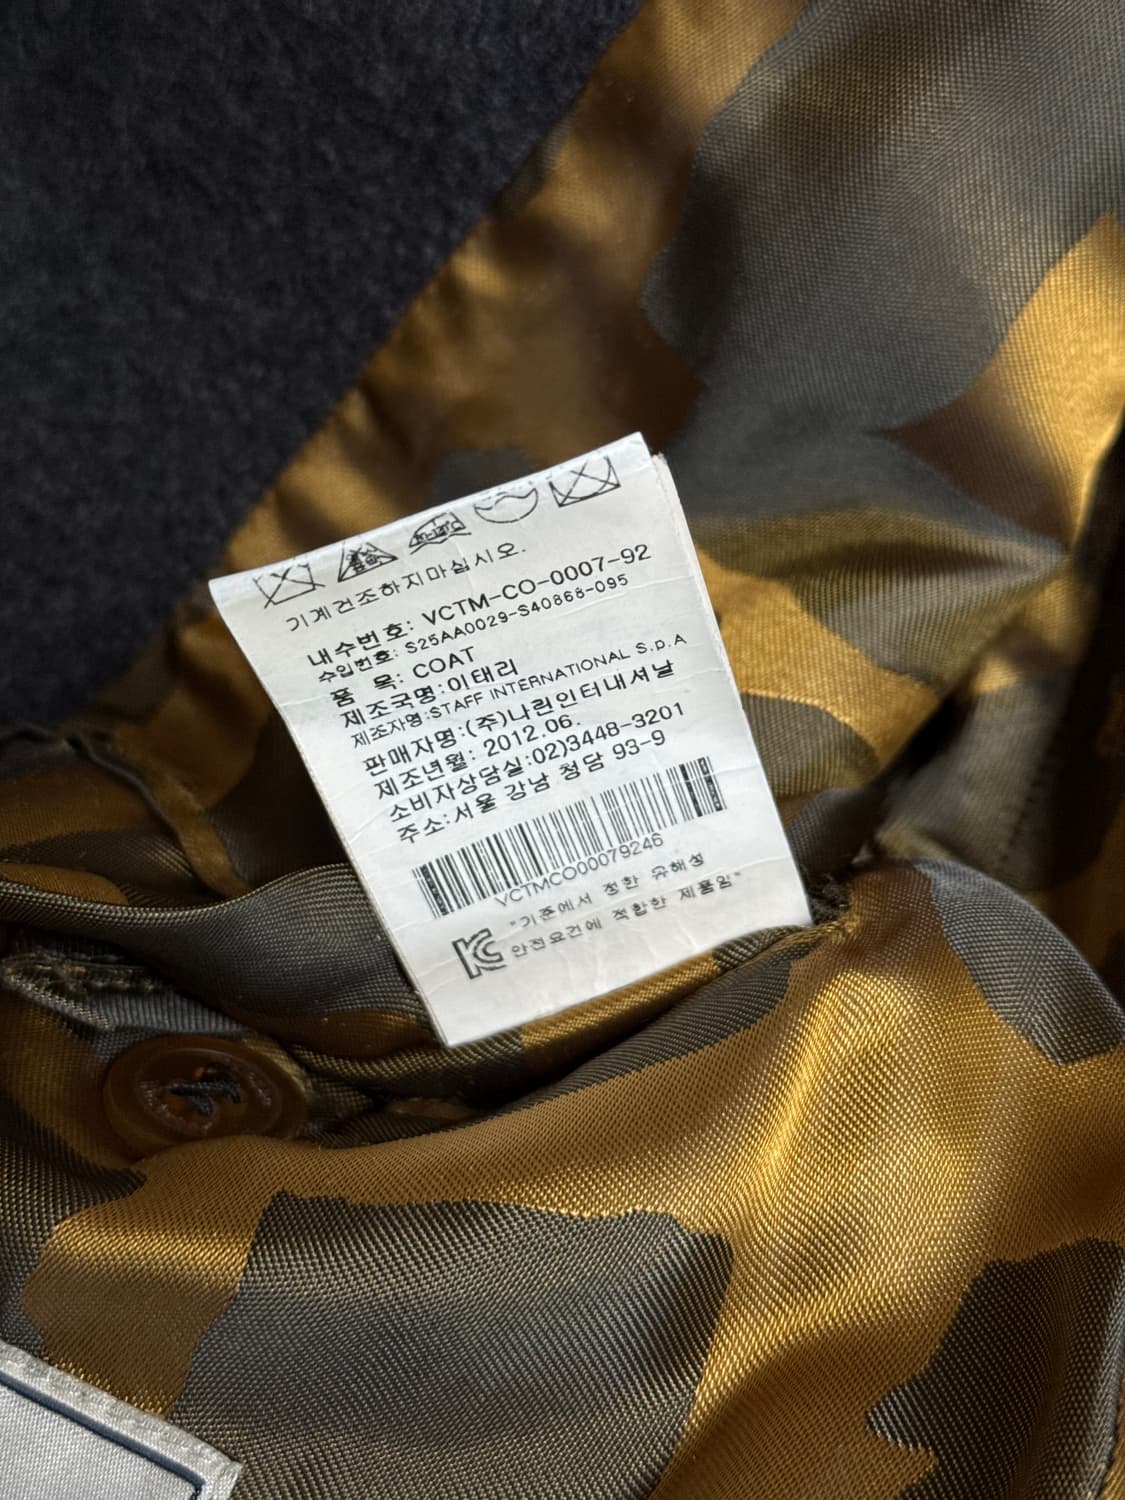 기계건조하지마십시오.
내수번호: VCTM-CO-0007-92
수입번호: S25AA0029-S40868-095
품 목: COAT
제조국명:이태리
제조자명:STAFF INTERNATIONAL S.p.A
판매자명:(주)나린인터내셔날
제조년월: 2012.06.
소비자상담실:02)3448-3201
주소:서울 강남 청담 93-9
VCTMCO00079246
"기준에서 정한 유해성
안전요건에 적합한 제품임"